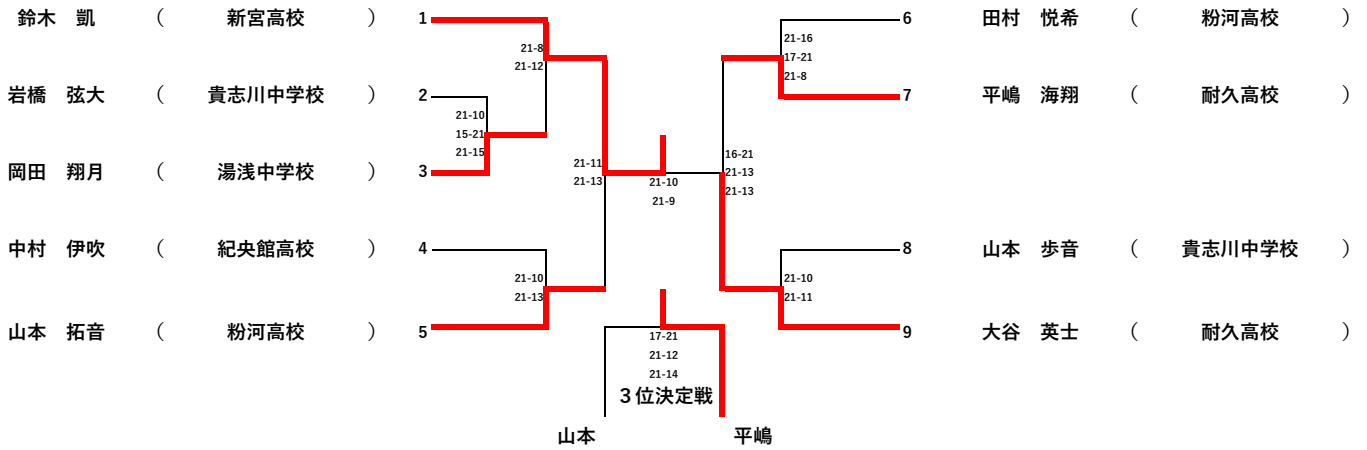 鈴木　凱　（　新宮高校　）　1
岩橋　弦大　（　貴志川中学校　）　2
岡田　翔月　（　湯浅中学校　）　3
中村　伊吹　（　紀央館高校　）　4
山本　拓音　（　粉河高校　）　5
21-8
21-12
21-10
15-21
21-15
21-11
21-13
21-10
21-13
21-10
21-9
17-21
21-12
21-14
３位決定戦
山本　平嶋
21-16
17-21
21-8
16-21
21-13
21-13
21-10
21-11
6　田村　悦希　（　粉河高校　）
7　平嶋　海翔　（　耐久高校　）
8　山本　歩音　（　貴志川中学校　）
9　大谷　英士　（　耐久高校　）